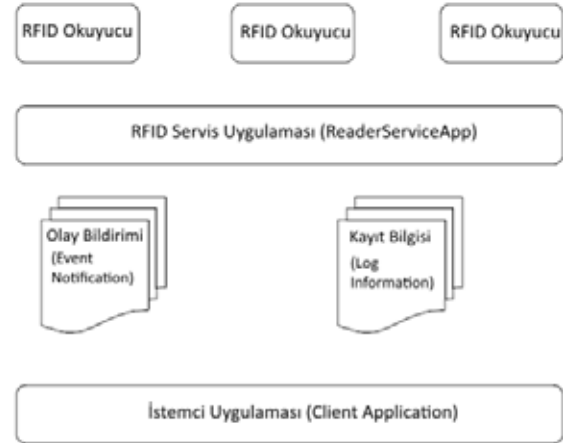 RFID Okuyucu
RFID Okuyucu
RFID Okuyucu
RFID Servis Uygulaması (ReaderServiceApp)
Olay Bildirimi
(Event
Notification)
Kayıt Bilgisi
(Log
Information)
İstemci Uygulaması (Client Application)